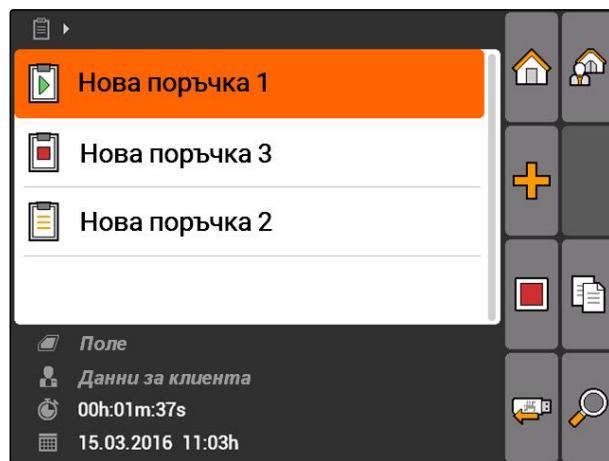 Нова поръчка 1
Нова поръчка 3
Нова поръчка 2
Поле
Данни за клиента
00h:01m:37s
15.03.2016 11:03h